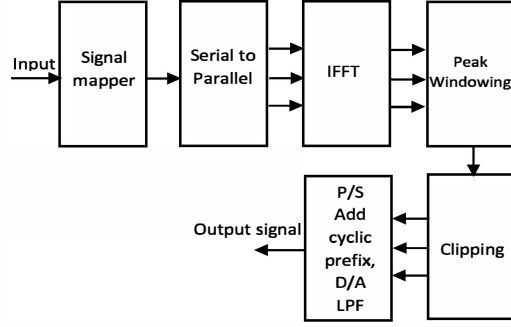 Input
Signal
mapper
Serial to
Parallel
IFFT
Peak
Windowing
Output signal
P/S
Add
cyclic
prefix,
D/A
LPF
Clipping